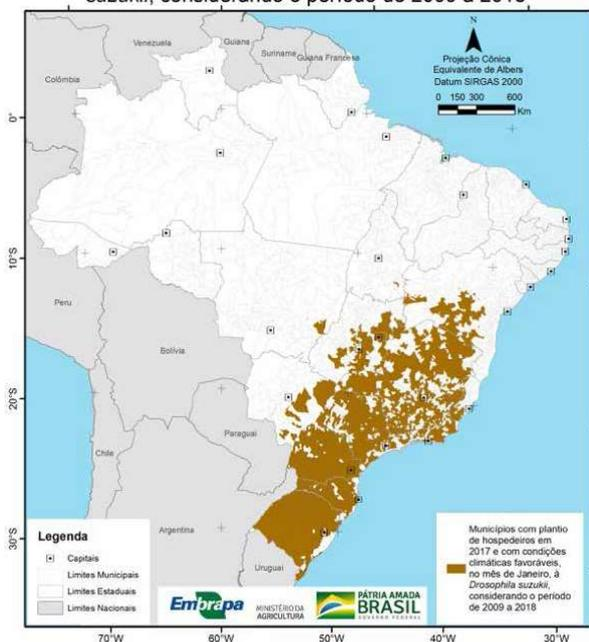 suzukii, considerando o período de 2009 a 2018
Venezuela
Guiana
Suriname
Guiana Francesa
Colômbia
N
Projeção Cônica
Equivalente de Albers
Datum SIRGAS 2000
0 150 300 600
Km
0°
10°S
20°S
30°S
Peru
Bolívia
Paraguai
Chile
Argentina
Uruguai
Legenda
Capitais
Limites Municipais
Limites Estaduais
Limites Nacionais
Embrapa
MINISTÉRIO DA
AGRICULTURA
PÁTRIA AMADA
BRASIL
GOVERNO FEDERAL
Municípios com plantio
de hospedeiros em
2017 e com condições
climáticas favoráveis,
no mês de Janeiro, à
Drosophila suzukii,
considerando o período
de 2009 a 2018
70°W
60°W
50°W
40°W
30°W